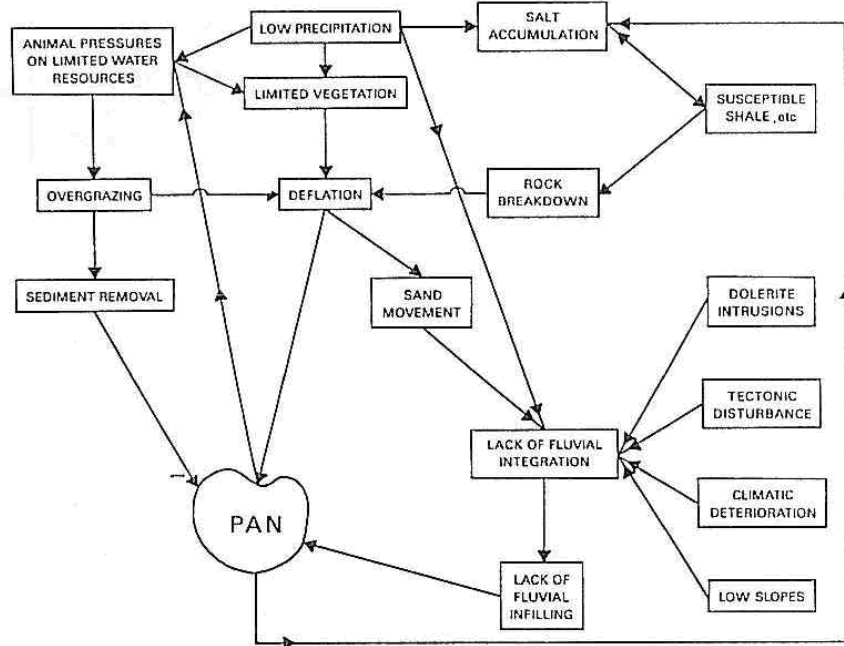 ANIMAL PRESSURES
ON LIMITED WATER
RESOURCES
LOW PRECIPITATION
SALT
ACCUMULATION
LIMITED VEGETATION
SUSCEPTIBLE
SHALE, etc
OVERGRAZING
DEFLATION
ROCK
BREAKDOWN
SEDIMENT REMOVAL
SAND
MOVEMENT
DOLERITE
INTRUSIONS
TECTONIC
DISTURBANCE
LACK OF FLUVIAL
INTEGRATION
CLIMATIC
DETERIORATION
PAN
LACK OF
FLUVIAL
INFILLING
LOW SLOPES